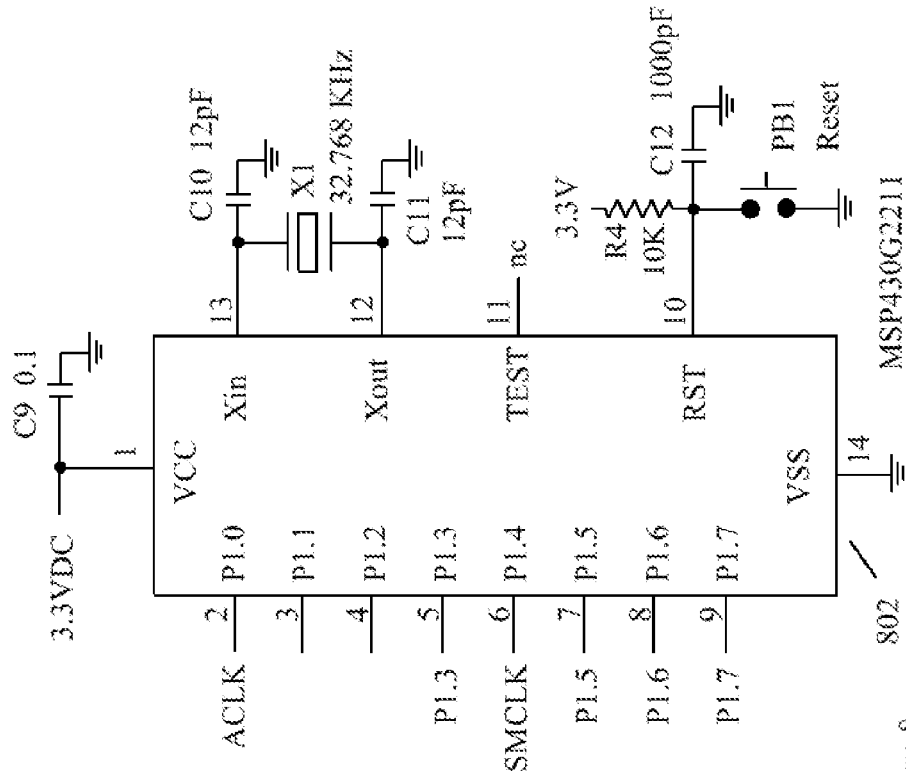 C9 0.1
3.3VDC
1
VCC
ACLK
2
P1.0
3
P1.1
4
P1.2
P1.3
5
P1.3
SMCLK
6
P1.4
P1.5
7
P1.5
P1.6
8
P1.6
P1.7
9
P1.7
Xin
13
C10 12pF
X1
32.768 KHz
Xout
12
C11
12pF
TEST
11
nc
RST
10
3.3V
R4
10K
C12 1000pF
PB1
Reset
VSS
14
802
MSP430G2211